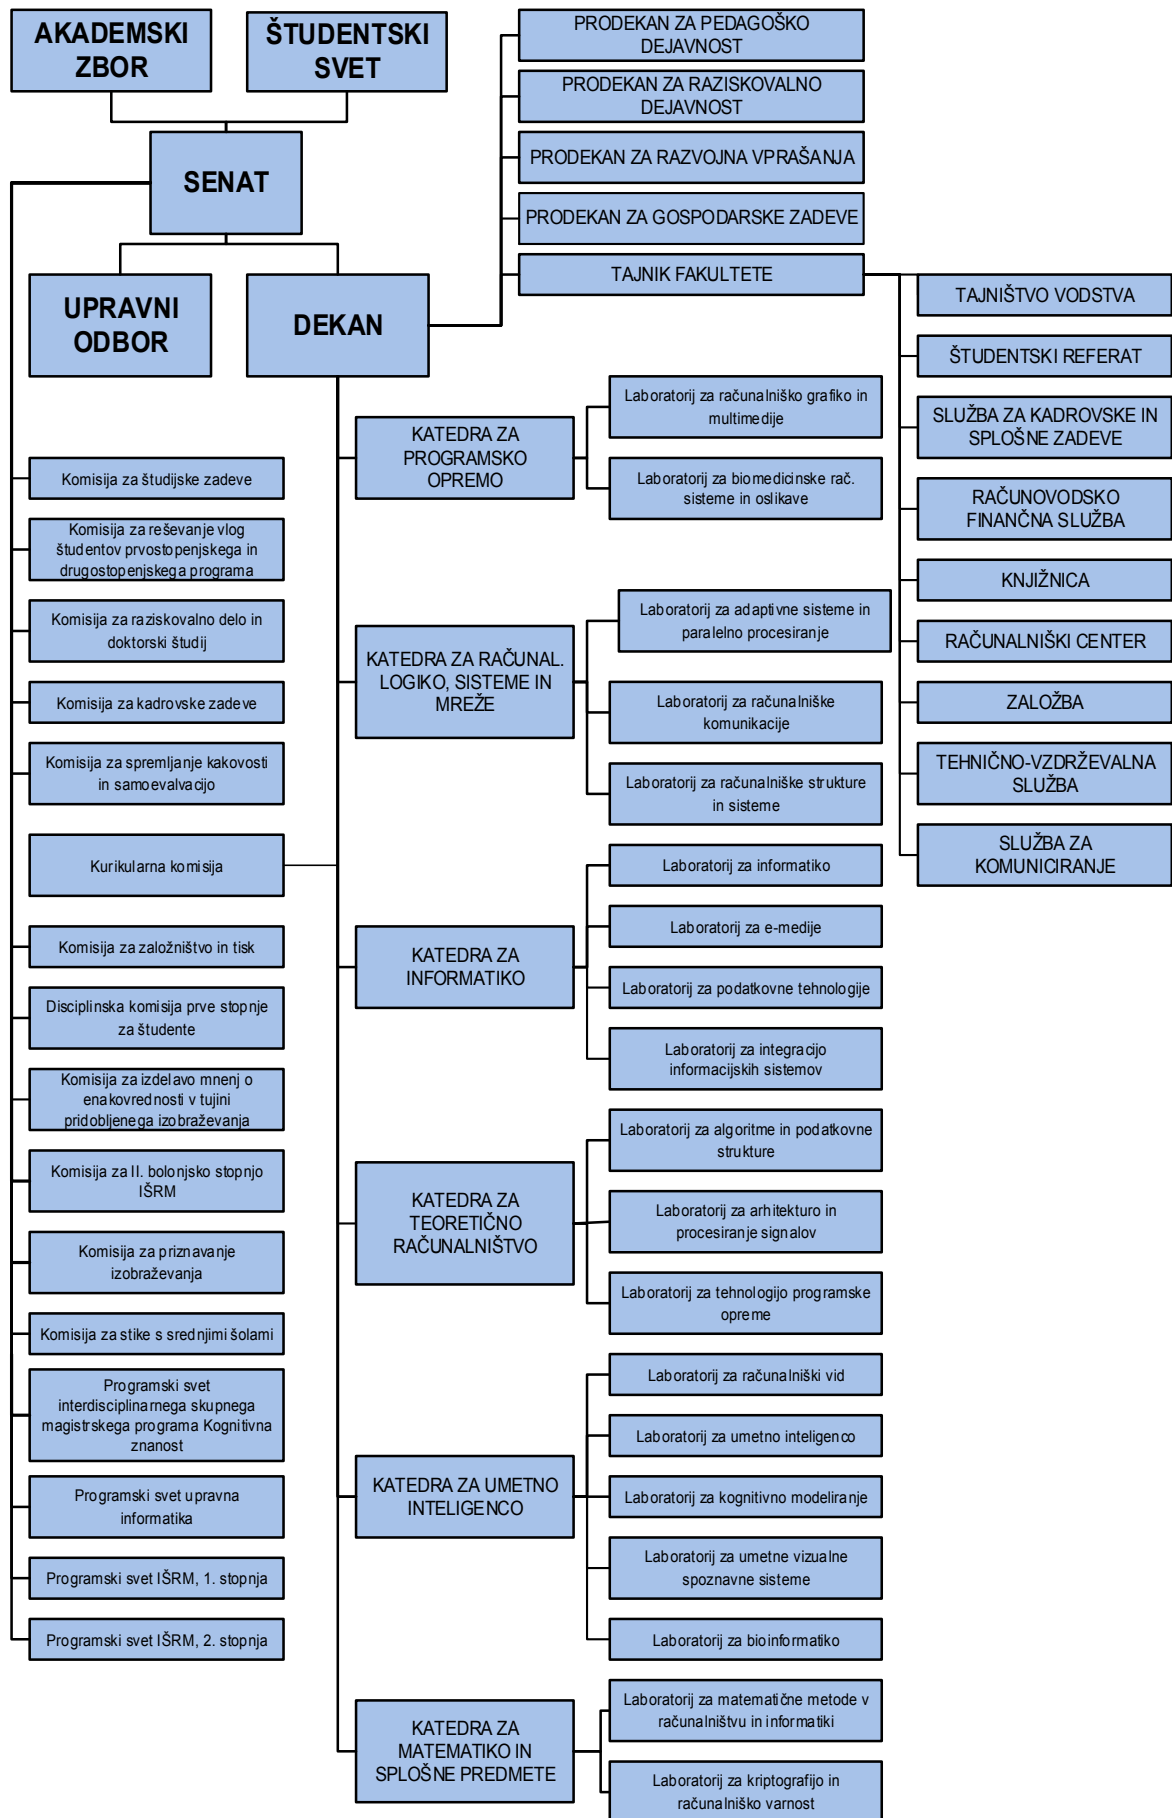 AKADEMSKI
ZBOR
ŠTUDENTSKI
SVET
SENAT
UPRAVNI
ODBOR
DEKAN
PRODEKAN ZA PEDAGOŠKO
DEJAVNOST
PRODEKAN ZA RAZISKOVALNO
DEJAVNOST
PRODEKAN ZA RAZVOJNA VPRAŠANJA
PRODEKAN ZA GOSPODARSKE ZADEVE
TAJNIK FAKULTETE
TAJNIŠTVO VODSTVA
ŠTUDENTSKI REFERAT
SLUŽBA ZA KADROVSKE IN
SPLOŠNE ZADEVE
RAČUNOVODSKO
FINANČNA SLUŽBA
KNJIŽNICA
RAČUNALNIŠKI CENTER
ZALOŽBA
TEHNIČNO-VZDRŽEVALNA
SLUŽBA
SLUŽBA ZA
KOMUNICIRANJE
Komisija za študijske zadeve
Komisija za reševanje vlog
študentov prvostopenjskega in
drugostopenjskega programa
Komisija za raziskovalno delo in
doktorski študij
Komisija za kadrovske zadeve
Komisija za spremljanje kakovosti
in samoevalvacijo
Kurikularna komisija
Komisija za založništvo in tisk
Disciplinska komisija prve stopnje
za študente
Komisija za izdelavo mnenj o
enakovrednosti v tujini
pridobljenega izobraževanja
Komisija za II. bolonjsko stopnjo
IŠRM
Komisija za priznavanje
izobraževanja
Komisija za stike s srednjimi šolami
Programski svet
interdisciplinarnega skupnega
magistrskega programa Kognitivna
znanost
Programski svet upravna
informatika
Programski svet IŠRM, 1. stopnja
Programski svet IŠRM, 2. stopnja
KATEDRA ZA
PROGRAMSKO
OPREMO
Laboratorij za računalniško grafiko in
multimedije
Laboratorij za biomedicinske rač.
sisteme in oslikave
KATEDRA ZA RAČUNAL.
LOGIKO, SISTEME IN
MREŽE
Laboratorij za adaptivne sisteme in
paralelno procesiranje
Laboratorij za računalniške
komunikacije
Laboratorij za računalniške strukture
in sisteme
KATEDRA ZA
INFORMATIKO
Laboratorij za informatiko
Laboratorij za e-medije
Laboratorij za podatkovne tehnologije
Laboratorij za integracijo
informacijskih sistemov
KATEDRA ZA
TEORETIČNO
RAČUNALNIŠTVO
Laboratorij za algoritme in podatkovne
strukture
Laboratorij za arhitekturo in
procesiranje signalov
Laboratorij za tehnologijo programske
opreme
KATEDRA ZA UMETNO
INTELIGENCO
Laboratorij za računalniški vid
Laboratorij za umetno inteligenco
Laboratorij za kognitivno modeliranje
Laboratorij za umetne vizualne
spoznavne sisteme
Laboratorij za bioinformatiko
KATEDRA ZA
MATEMATIKO IN
SPLOŠNE PREDMETE
Laboratorij za matematične metode v
računalništvu in informatiki
Laboratorij za kriptografijo in
računalniško varnost